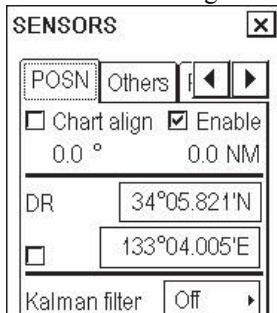 SENSORS
POSN Others
Chart align Enable
0.0 ° 0.0 NM
DR 34°05.821'N
133°04.005'E
Kalman filter Off